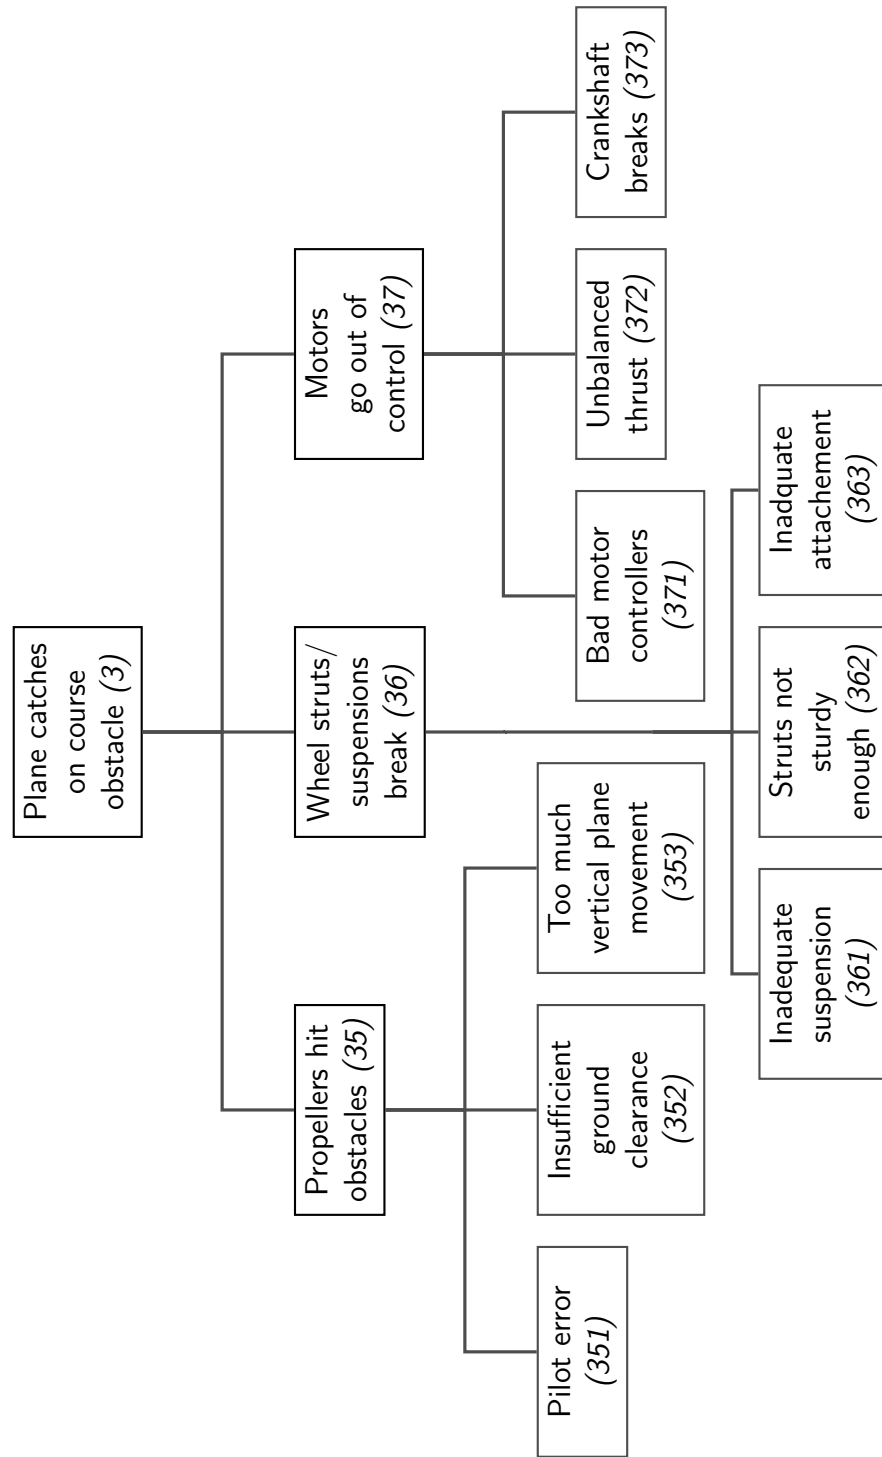 Plane catches
on course
obstacle (3)
Propellers hit
obstacles (35)
Pilot error
(351)
Insufficient
ground
clearance
(352)
Too much
vertical plane
movement
(353)
Wheel struts/
suspensions
break (36)
Inadequate
suspension
(361)
Struts not
sturdy
enough (362)
Inadquate
attachement
(363)
Motors
go out of
control (37)
Bad motor
controllers
(371)
Unbalanced
thrust (372)
Crankshaft
breaks (373)